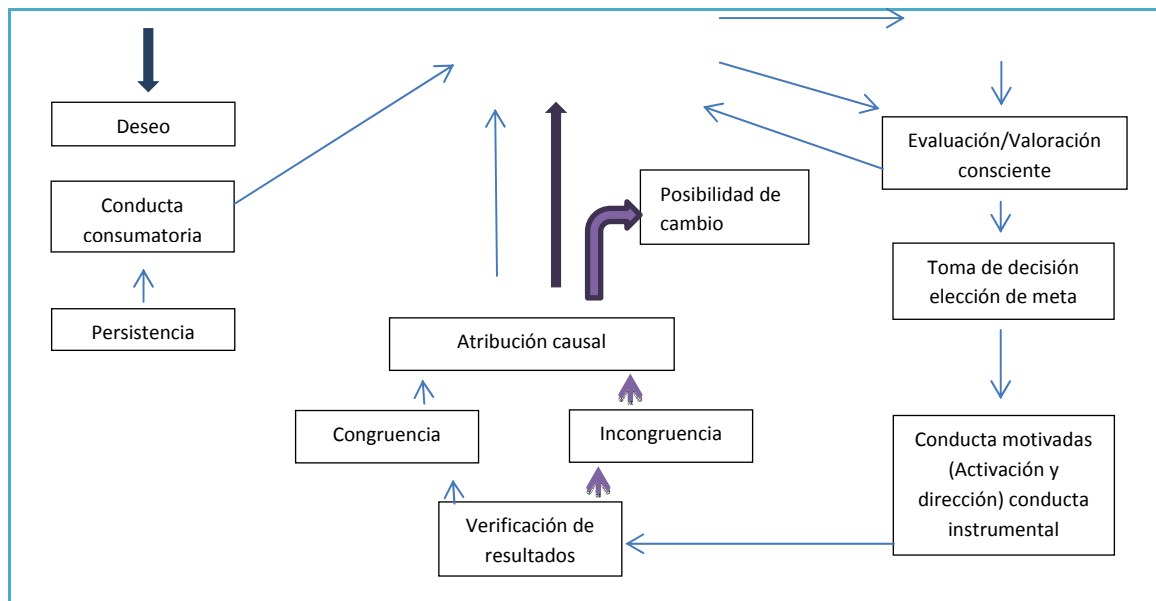 Deseo
Conducta
consumatoria
Persistencia
Posibilidad de
cambio
Evaluación/Valoración
consciente
Toma de decisión
elección de meta
Atribución causal
Congruencia
Incongruencia
Conducta motivadas
(Activación y
dirección) conducta
instrumental
Verificación de
resultados